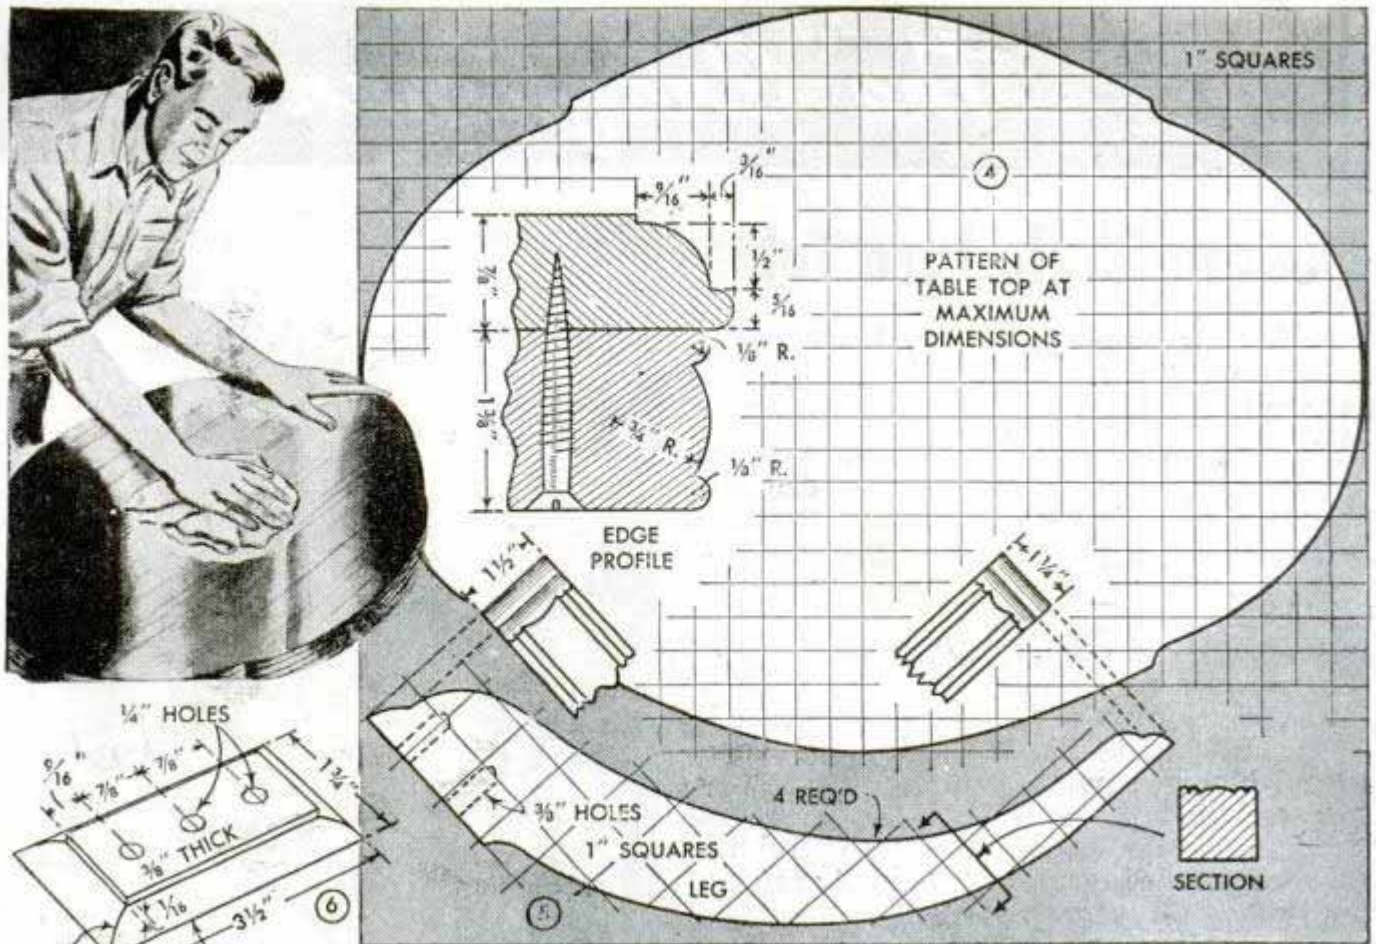 1" SQUARES
4
PATTERN OF
TABLE TOP AT
MAXIMUM
DIMENSIONS
9/16"
3/16"
7/8"
1/2"
5/16
1/8" R.
1 3/8"
3/4" R.
1/8" R.
EDGE
PROFILE
1 1/2"
1 1/4"
1/4" HOLES
9/16"
7/8"
7/8"
1 3/4"
3/8" THICK
1/16
3 1/2"
6
3/8" HOLES
1" SQUARES
LEG
4 REQ'D
5
SECTION